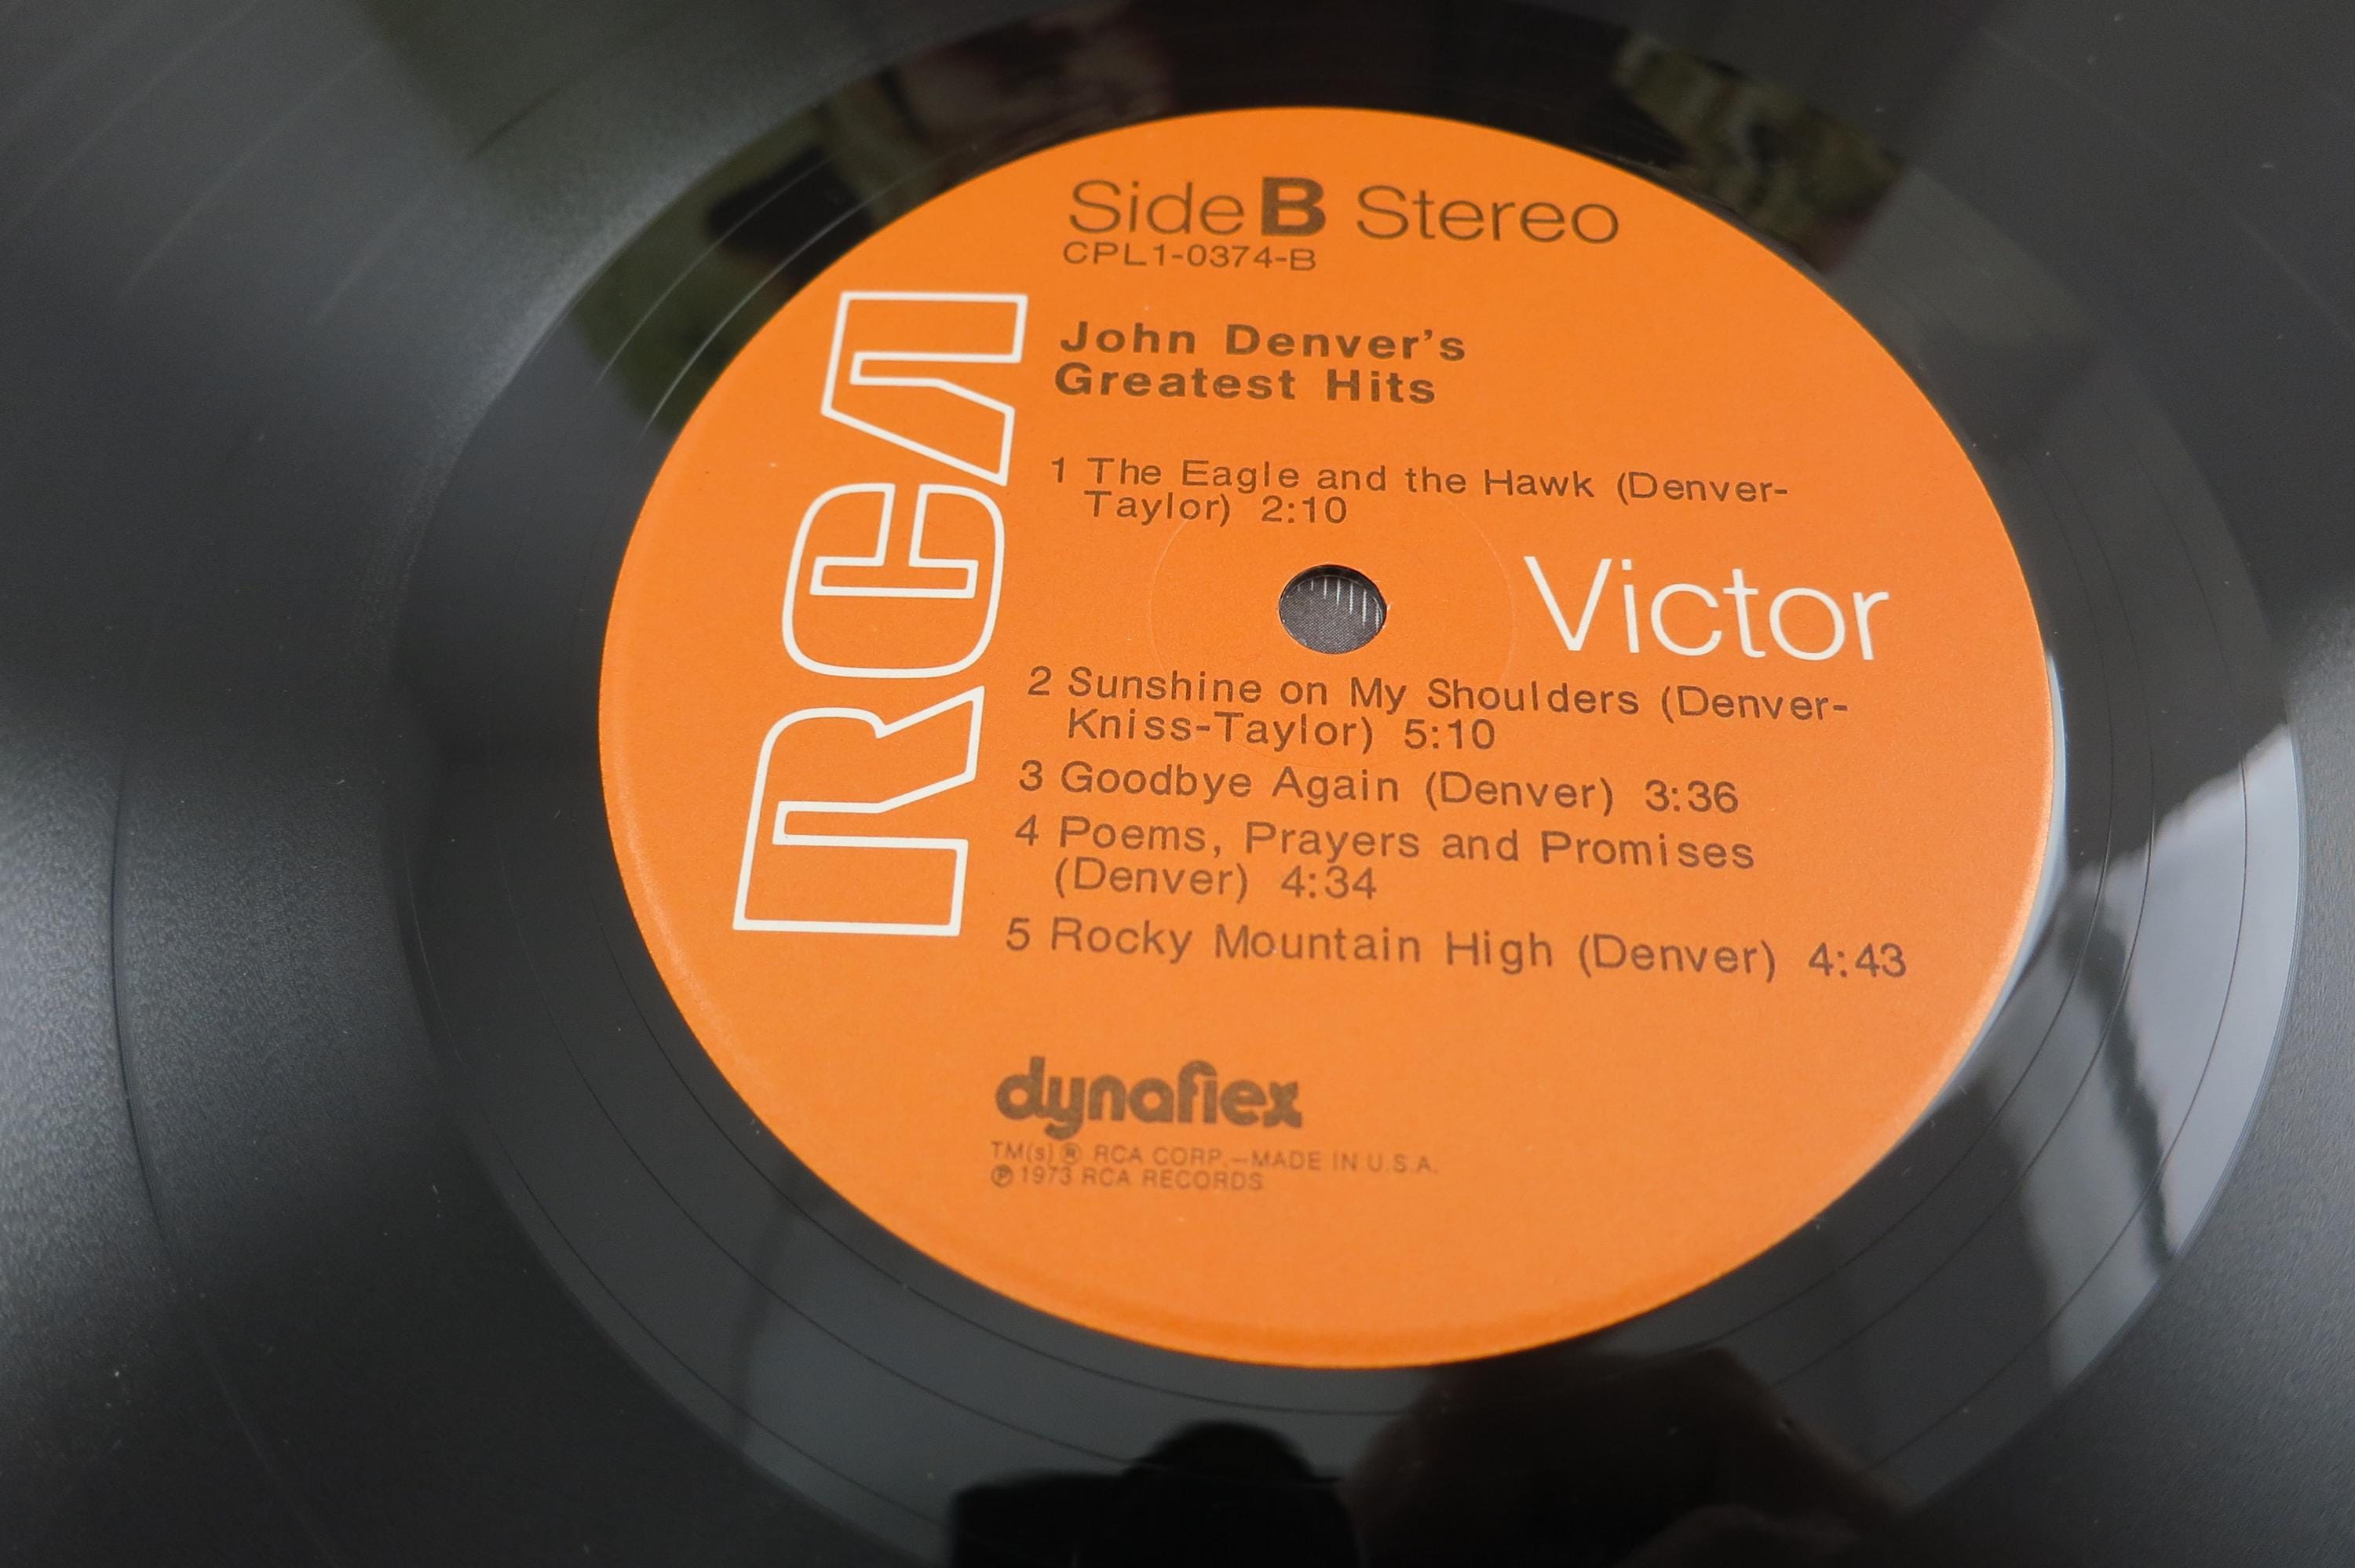 Side B Stereo
CPL1-0374-B
RCA
John Denver's
Greatest Hits
1 The Eagle and the Hawk (Denver-
Taylor) 2:10
Victor
2 Sunshine on My Shoulders (Denver-
Kniss-Taylor) 5:10
3 Goodbye Again (Denver) 3:36
4 Poems, Prayers and Promises
(Denver) 4:34
5 Rocky Mountain High (Denver) 4:43
dynaflex
TM(s) ® RCA CORP.—MADE IN U.S.A.
℗ 1973 RCA RECORDS